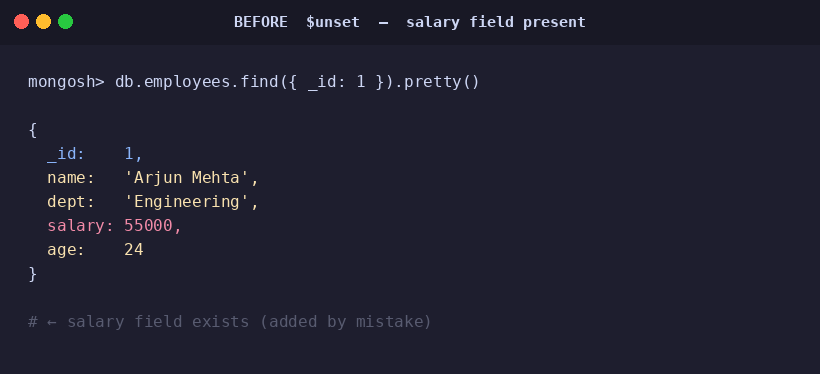 BEFORE  $unset  —  salary field present
mongosh> db.employees.find({ _id: 1 }).pretty()
{
  _id:    1,
  name:   'Arjun Mehta',
  dept:   'Engineering',
  salary: 55000,
  age:    24
}
# ← salary field exists (added by mistake)